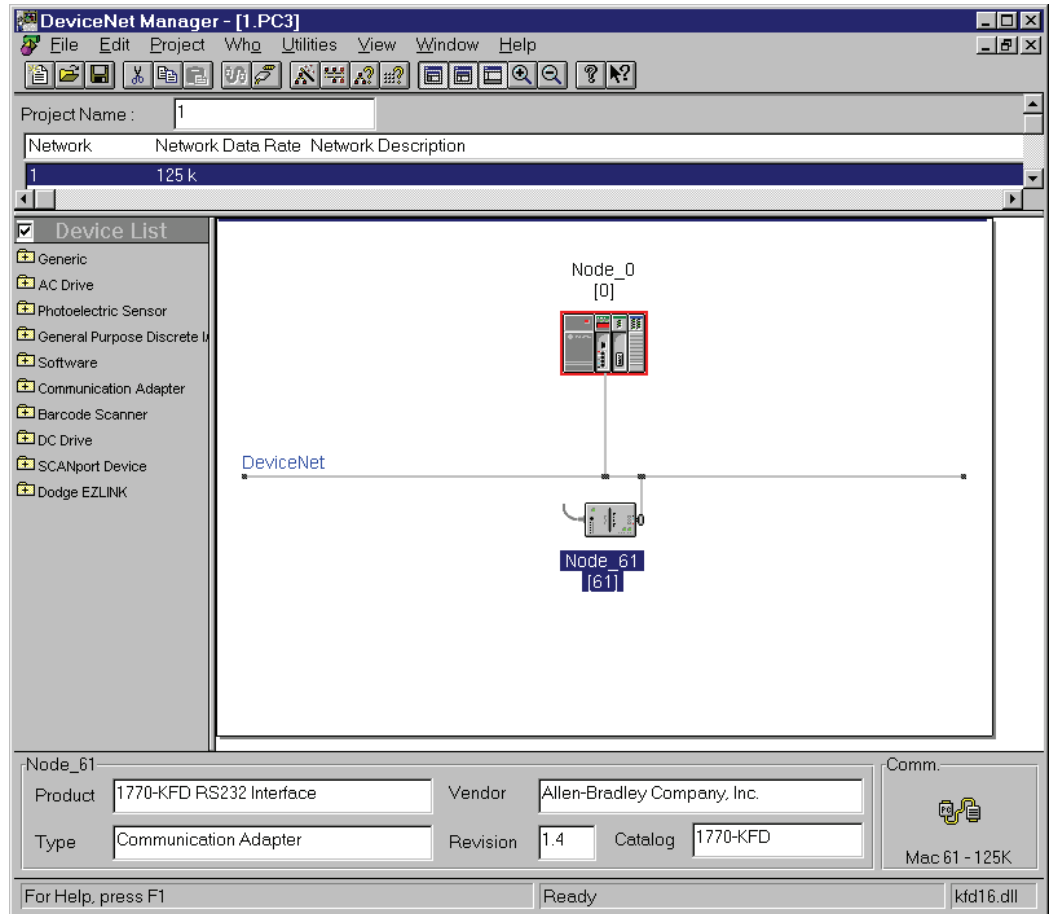 DeviceNet Manager - [1.PC3]
File Edit Project Who Utilities View Window Help
Project Name : 1
Network Network Data Rate Network Description
1 125 k
Device List
Generic
AC Drive
Photoelectric Sensor
General Purpose Discrete I/
Software
Communication Adapter
Barcode Scanner
DC Drive
SCANport Device
Dodge EZLINK
Node_0
[0]
DeviceNet
Node_61
[61]
Node_61
Product 1770-KFD RS232 Interface Vendor Allen-Bradley Company, Inc.
Type Communication Adapter Revision 1.4 Catalog 1770-KFD
Comm.
Mac 61 - 125K
For Help, press F1 Ready kfd16.dll